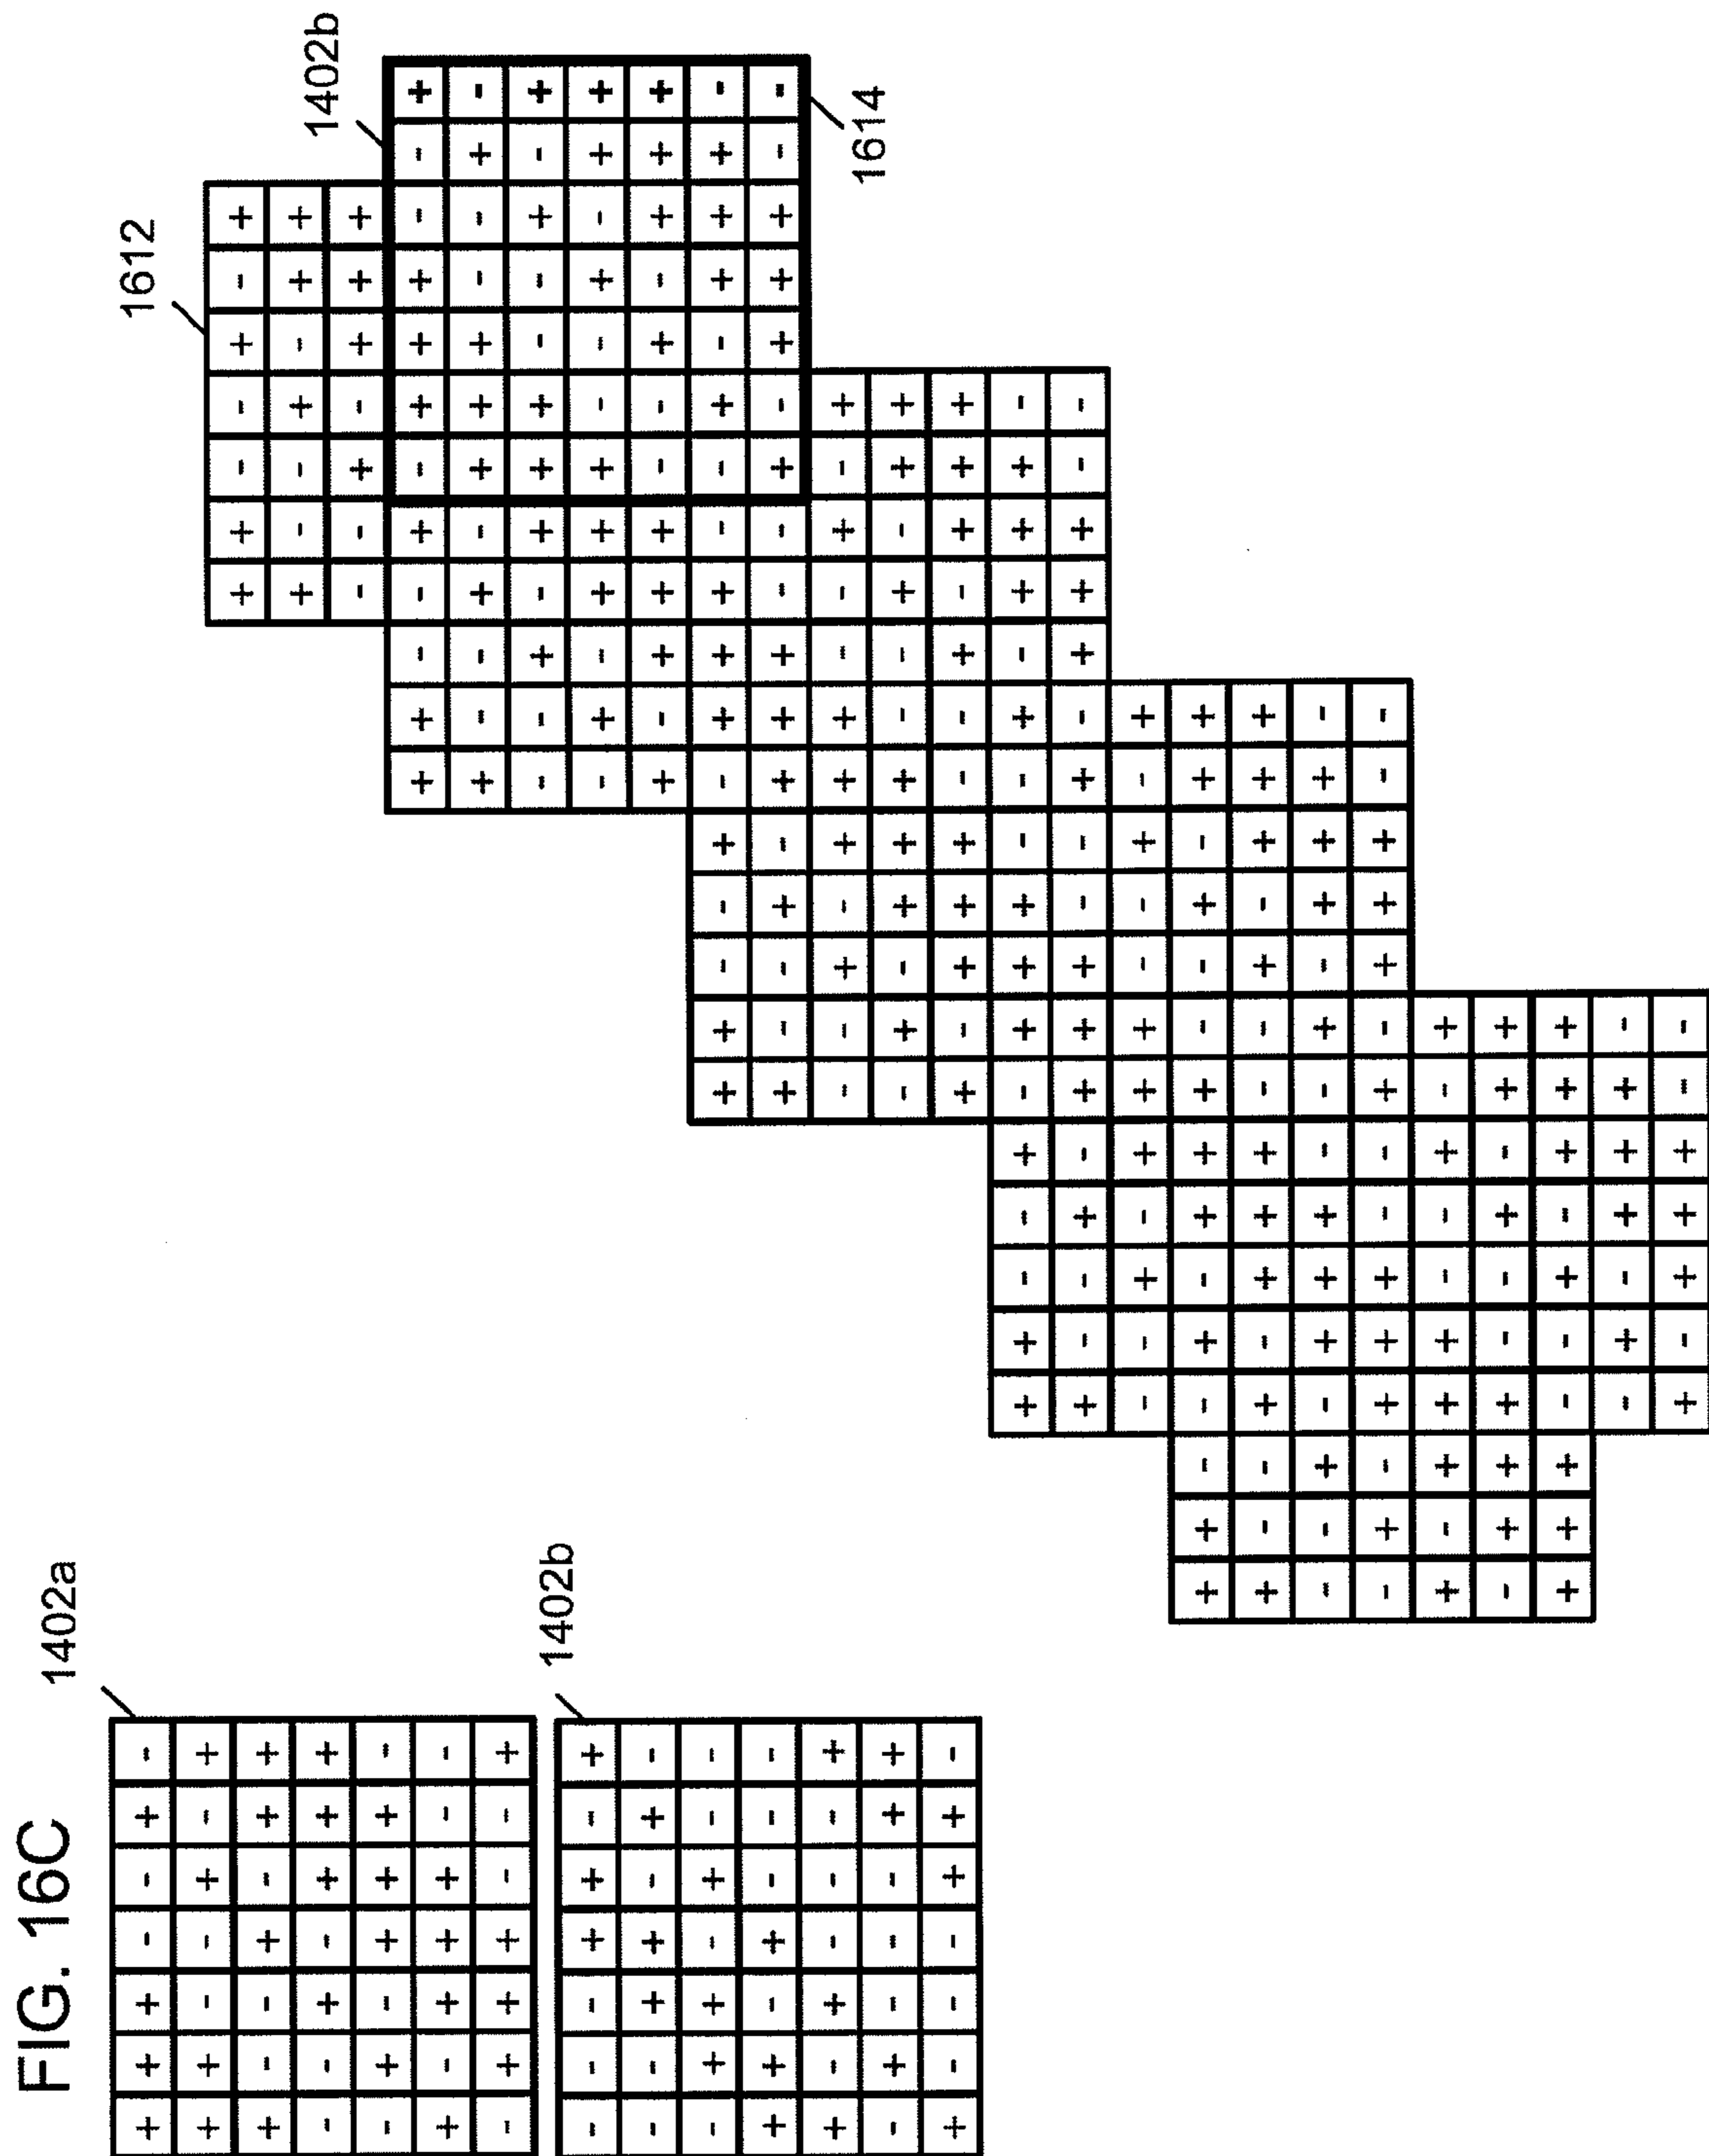 FIG. 16C
1402a
+ + + - - + -
+ + - - + - +
+ - - + - + +
- - + - + + +
- + - + + + -
+ - + + + - -
- + + + - - +
1402b
- - - + + - +
- - + + - + -
- + + - + - -
+ + - + - - -
+ - + - - - +
- + - - - + +
+ - - - + + -
1612
1402b
+ + - - + - +
+ - - + - + +
- - + - + + +
+ + - - + - + + + - - +
+ - - + - + + + - - + -
- - + - + + + - - + - +
- + - + + + - - + - + +
+ - + + + - - + - + + +
+ + - - + - + + + - - + - + + + -
+ - - + - + + + - - + - + + + - -
- - + - + + + - - + - +
- + - + + + - - + - + +
+ - + + + - - + - + + +
+ + - - + - + + + - - + - + + + -
+ - - + - + + + - - + - + + + - -
- - + - + + + - - + - +
+ + - - + - + + + - - + - + +
+ - - + - + + + - - + - + + +
- - + - + + + - - + - + + + -
- + - + + + - - + - + + + - -
+ - + + + - - + - +
- + + + - - + - + +
+ + + - - + - + + +
- + - + + + -
+ - + + + - -
1614